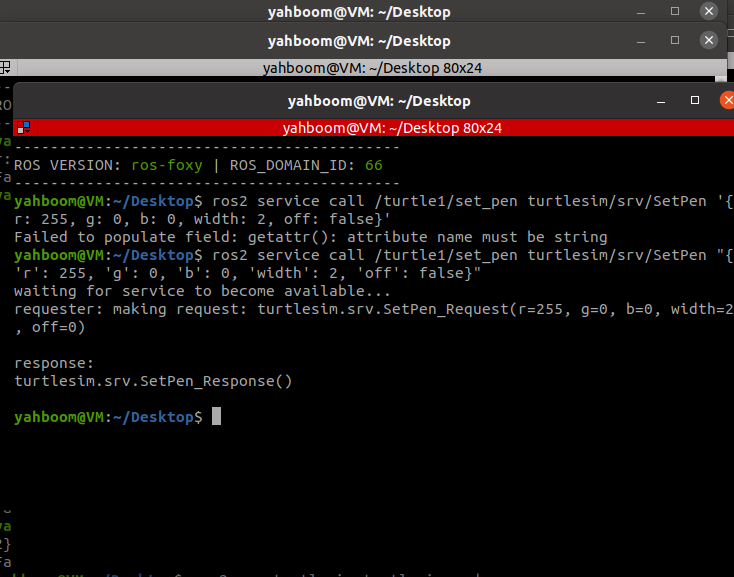 yahboom@VM: ~/Desktop
yahboom@VM: ~/Desktop
yahboom@VM: ~/Desktop 80x24
yahboom@VM: ~/Desktop
yahboom@VM: ~/Desktop 80x24
-------------------------------------------
ROS VERSION: ros-foxy | ROS_DOMAIN_ID: 66
-------------------------------------------
yahboom@VM:~/Desktop$ ros2 service call /turtle1/set_pen turtlesim/srv/SetPen '{
r: 255, g: 0, b: 0, width: 2, off: false}'
Failed to populate field: getattr(): attribute name must be string
yahboom@VM:~/Desktop$ ros2 service call /turtle1/set_pen turtlesim/srv/SetPen "{
'r': 255, 'g': 0, 'b': 0, 'width': 2, 'off': false}"
waiting for service to become available...
requester: making request: turtlesim.srv.SetPen_Request(r=255, g=0, b=0, width=2
, off=0)
response:
turtlesim.srv.SetPen_Response()
yahboom@VM:~/Desktop$